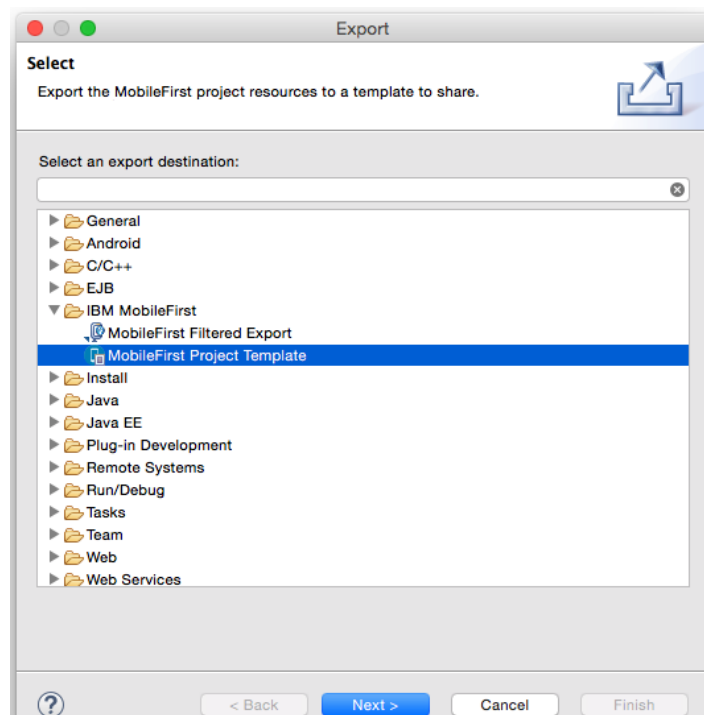 Export
Select
Export the MobileFirst project resources to a template to share.
Select an export destination:
General
Android
C/C++
EJB
IBM MobileFirst
MobileFirst Filtered Export
MobileFirst Project Template
Install
Java
Java EE
Plug-in Development
Remote Systems
Run/Debug
Tasks
Team
Web
Web Services
? < Back Next > Cancel Finish